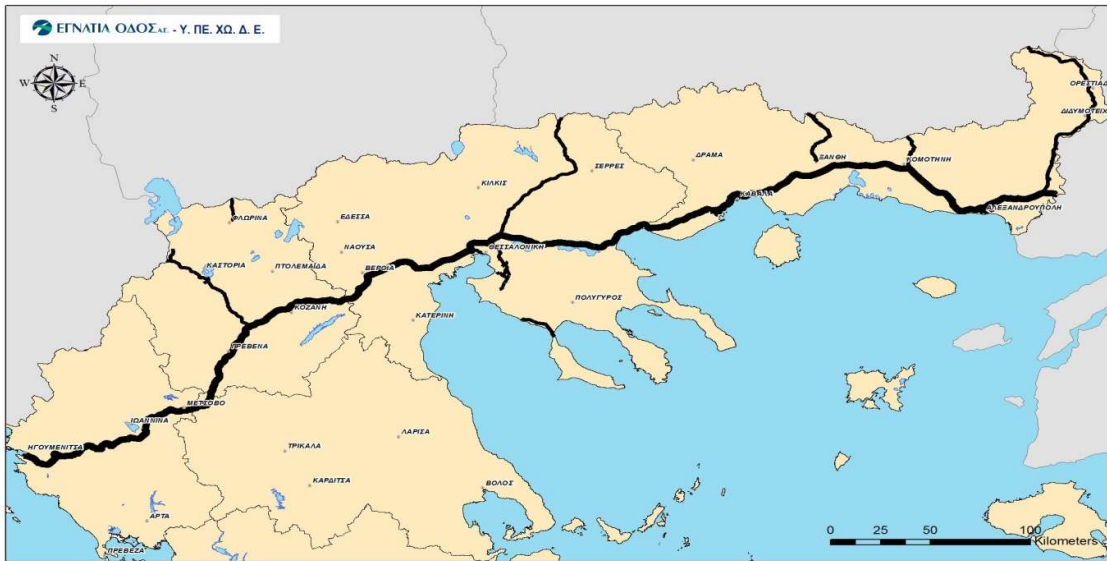 ΕΓΝΑΤΙΑ ΟΔΟΣ Α.Ε. - Υ. ΠΕ. ΧΩ. Δ. Ε.
N
W E
S
ΟΡΕΣΤΙΑΔ
ΔΙΔΥΜΟΤΕΙΧ
ΣΕΡΡΕΣ
ΔΡΑΜΑ
ΞΑΝΘΗ
ΚΟΜΟΤΗΝΗ
ΚΙΛΚΙΣ
ΚΑΒΑΛΑ
ΑΛΕΞΑΝΔΡΟΥΠΟΛΗ
ΦΛΩΡΙΝΑ
ΕΔΕΣΣΑ
ΝΑΟΥΣΑ
ΘΕΣΣΑΛΟΝΙΚΗ
ΚΑΣΤΟΡΙΑ
ΠΤΟΛΕΜΑΙΔΑ
ΒΕΡΟΙΑ
ΠΟΛΥΓΥΡΟΣ
ΚΟΖΑΝΗ
ΚΑΤΕΡΙΝΗ
ΓΡΕΒΕΝΑ
ΜΕΤΣΟΒΟ
ΙΩΑΝΝΙΝΑ
ΗΓΟΥΜΕΝΙΤΣΑ
ΛΑΡΙΣΑ
ΤΡΙΚΑΛΑ
ΚΑΡΔΙΤΣΑ
ΒΟΛΟΣ
ΑΡΤΑ
ΠΡΕΒΕΖΑ
0 25 50 100
Kilometers